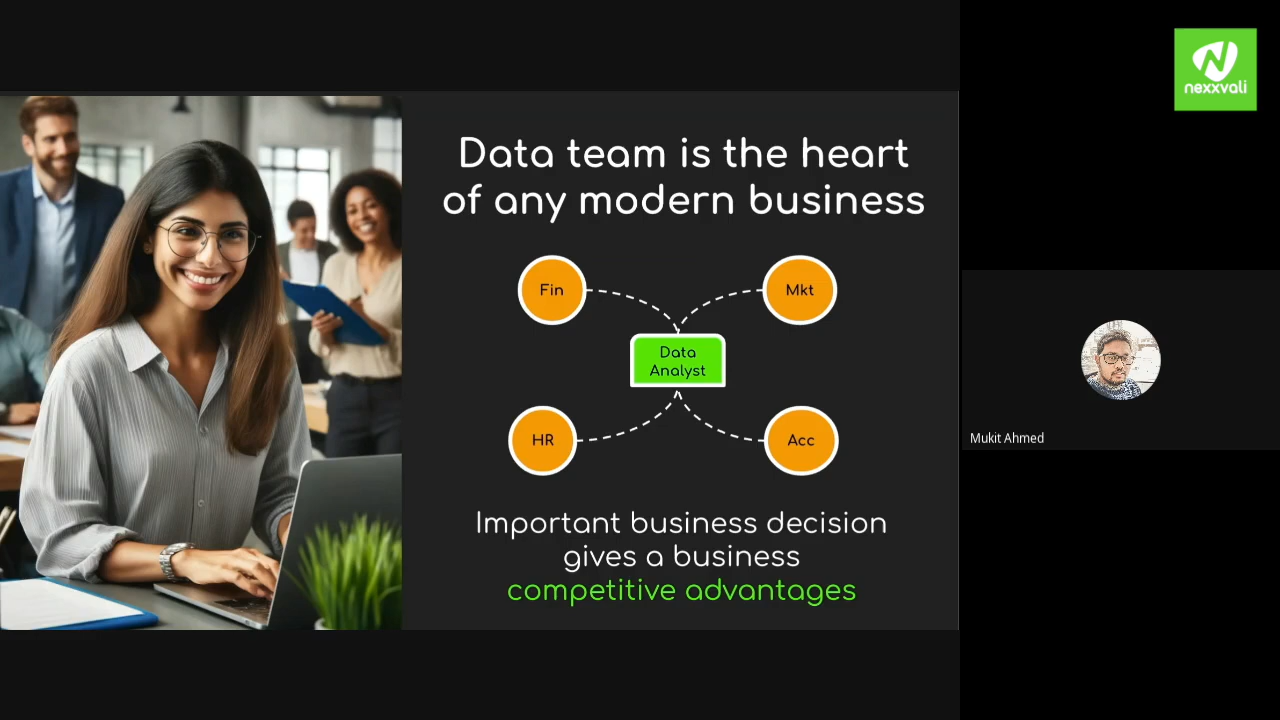 nexxvali
Data team is the heart
of any modern business
Fin
Mkt
Data
Analyst
HR
Acc
Important business decision
gives a business
competitive advantages
Mukit Ahmed